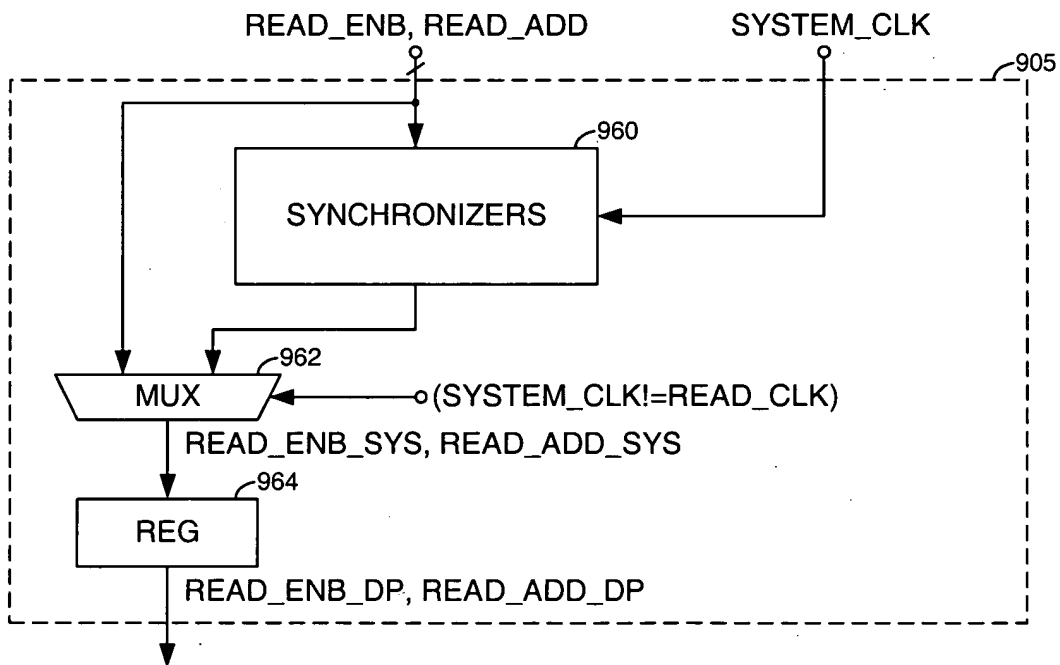 READ_ENB, READ_ADD
SYSTEM_CLK
905
960
SYNCHRONIZERS
962
MUX
(SYSTEM_CLK!=READ_CLK)
READ_ENB_SYS, READ_ADD_SYS
964
REG
READ_ENB_DP, READ_ADD_DP